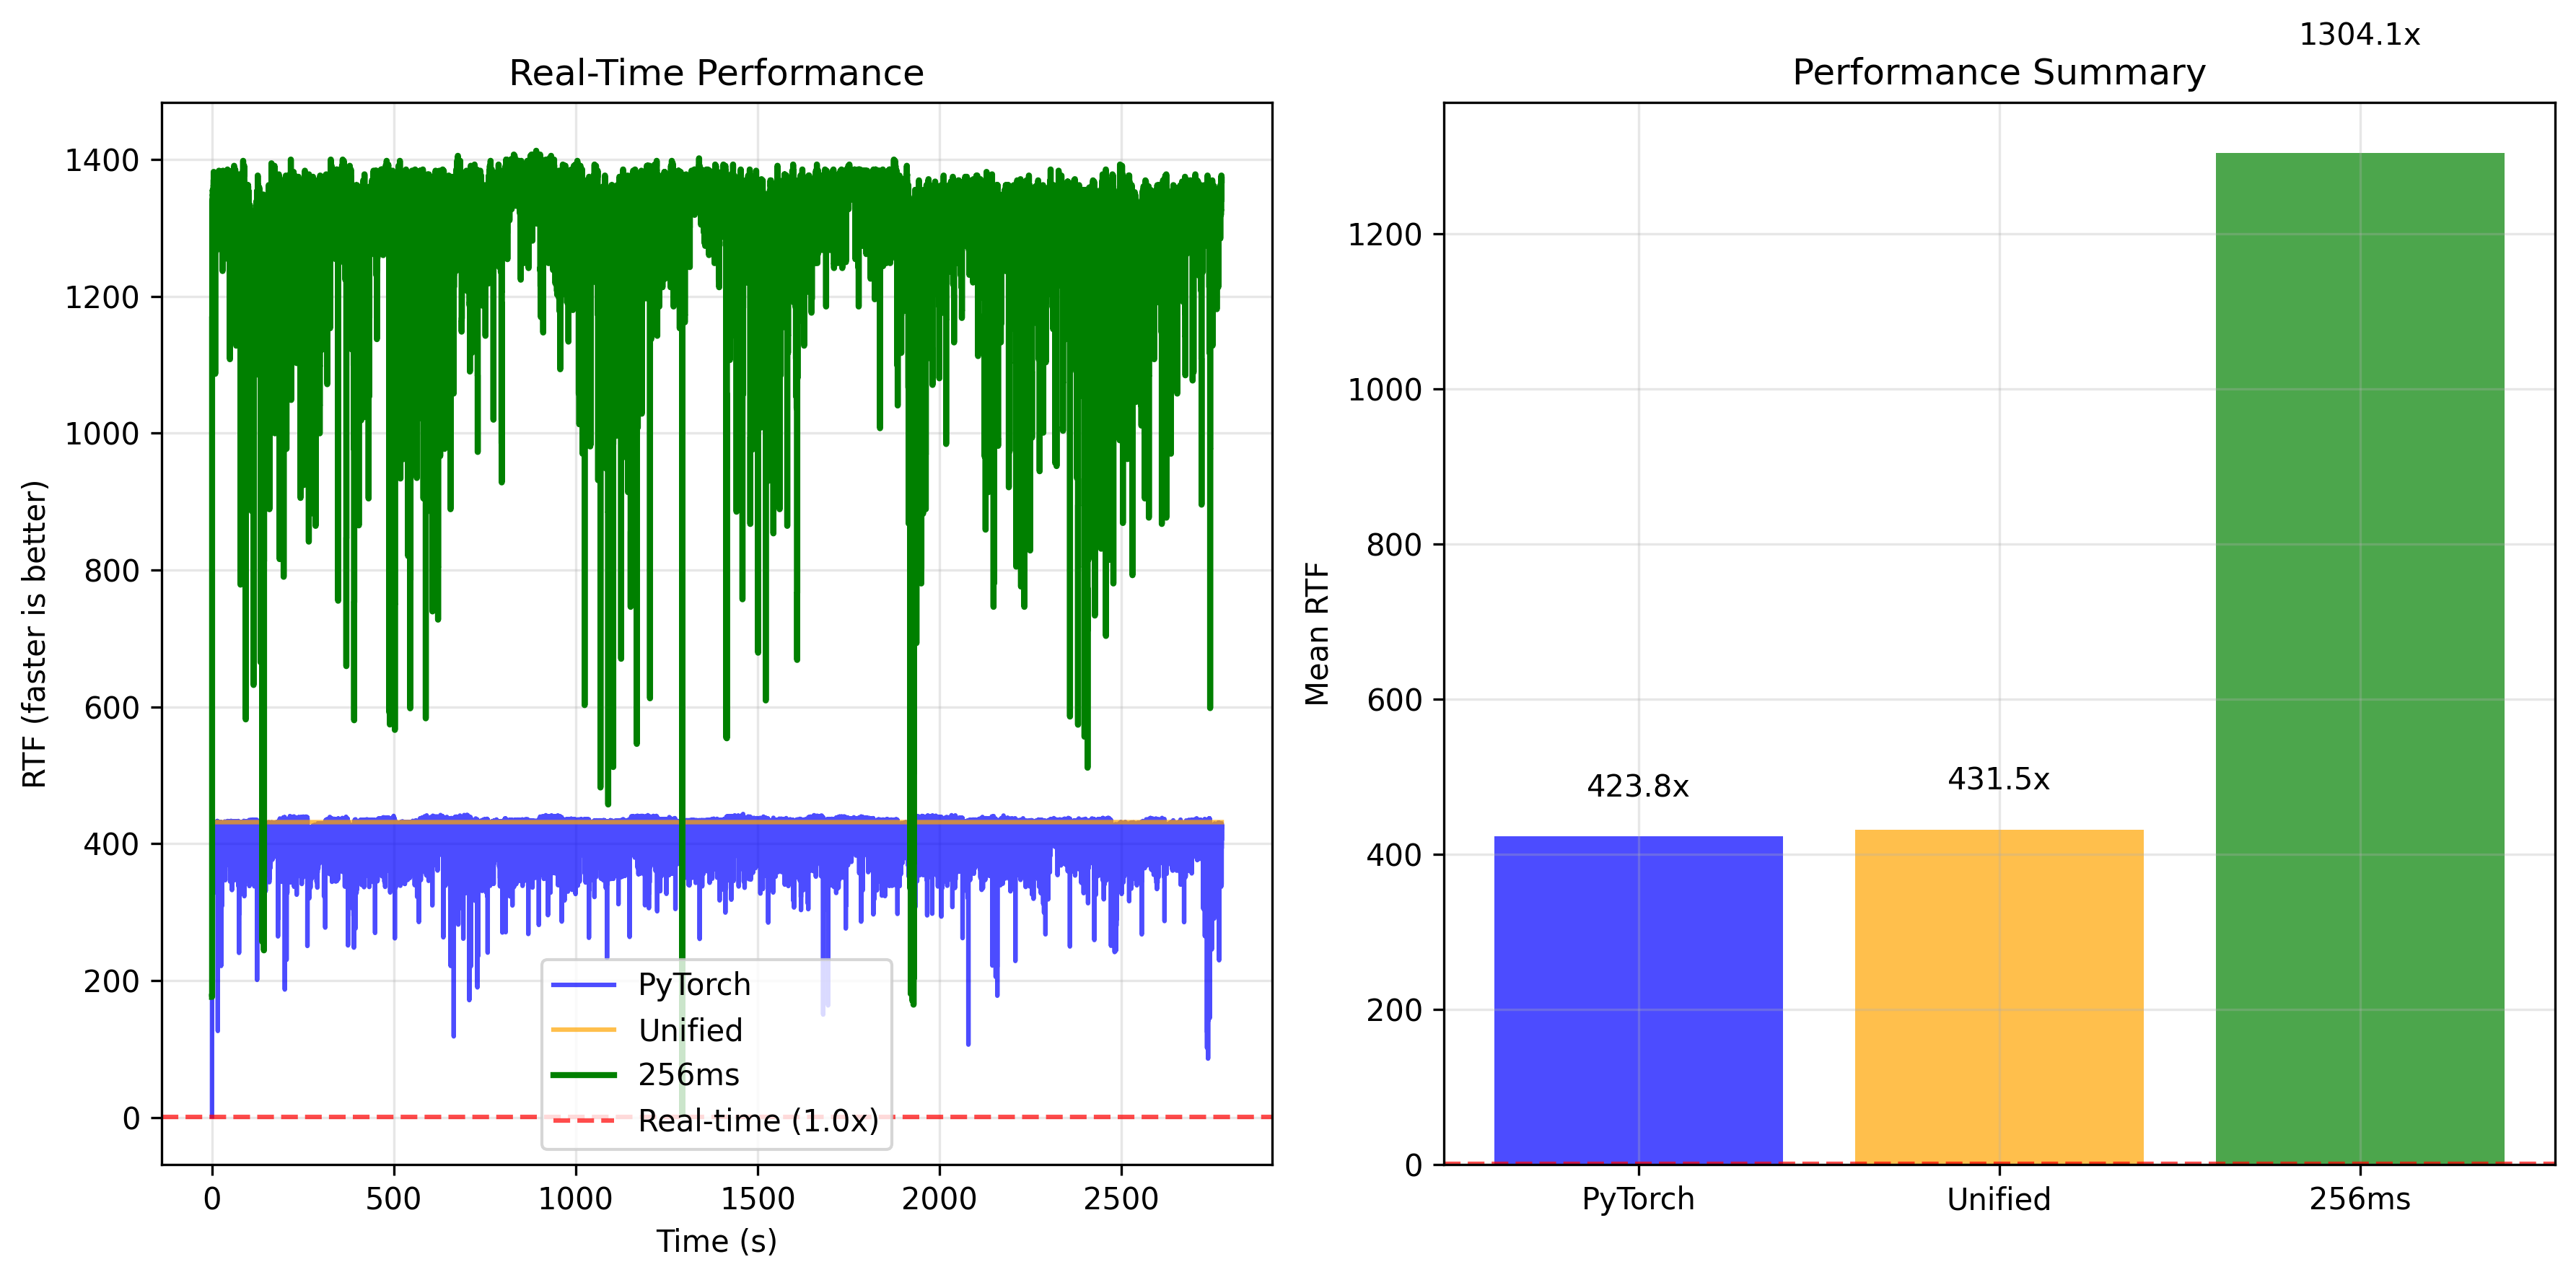 Real-Time Performance
RTF (faster is better)
1400
1200
1000
800
600
400
200
0
PyTorch
Unified
256ms
Real-time (1.0x)
0 500 1000 1500 2000 2500
Time (s)
1304.1x
Performance Summary
Mean RTF
1200
1000
800
600
400
200
0
423.8x
431.5x
PyTorch Unified 256ms